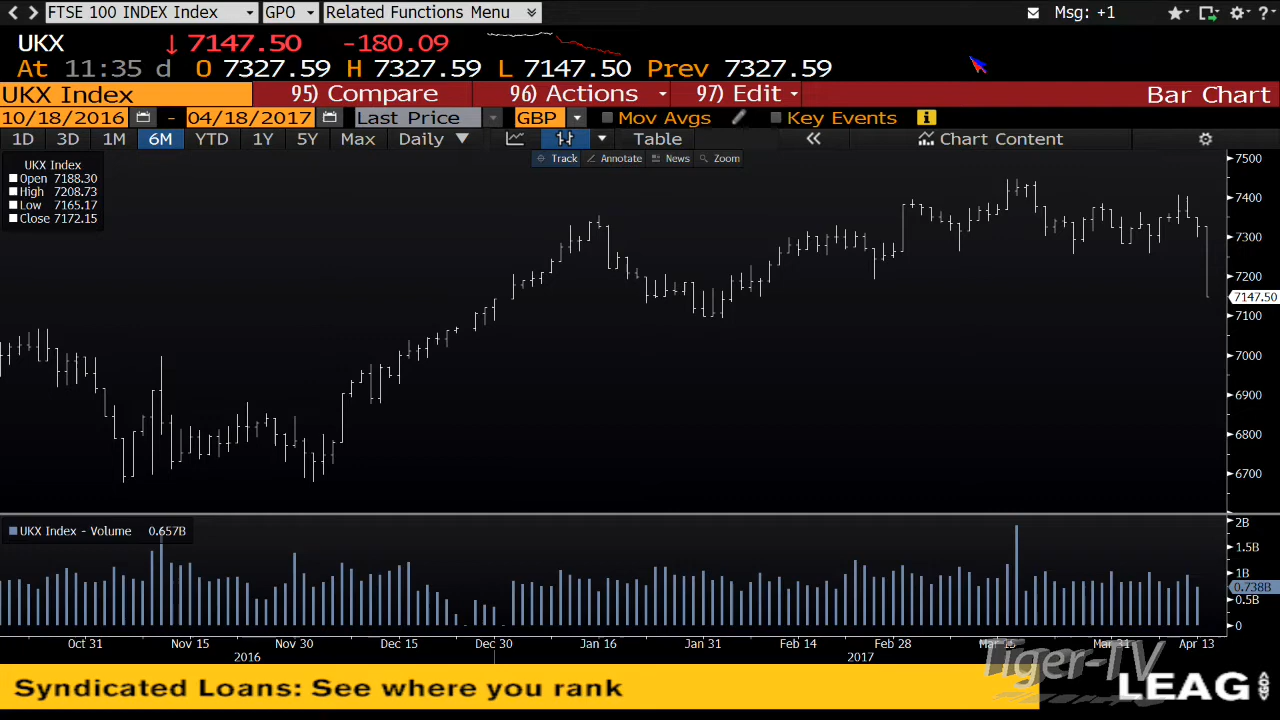 FTSE 100 INDEX Index GPO Related Functions Menu Msg: +1
UKX 7147.50 -180.09
At 11:35 d O 7327.59 H 7327.59 L 7147.50 Prev 7327.59
UKX Index 95) Compare 96) Actions 97) Edit Bar Chart
10/18/2016 - 04/18/2017 Last Price GBP Mov Avgs Key Events
1D 3D 1M 6M YTD 1Y 5Y Max Daily Table Chart Content
Track Annotate News Zoom
UKX Index
Open 7188.30
High 7208.73
Low 7165.17
Close 7172.15
7500
7400
7300
7200
7147.50
7100
7000
6900
6800
6700
UKX Index - Volume 0.657B
2B
1.5B
1B
0.738B
0.5B
0
Oct 31 Nov 15 Nov 30 Dec 15 Dec 30 Jan 16 Jan 31 Feb 14 Feb 28 Mar 15 Mar 31 Apr 13
2016 2017
Tiger-TV
Syndicated Loans: See where you rank LEAG